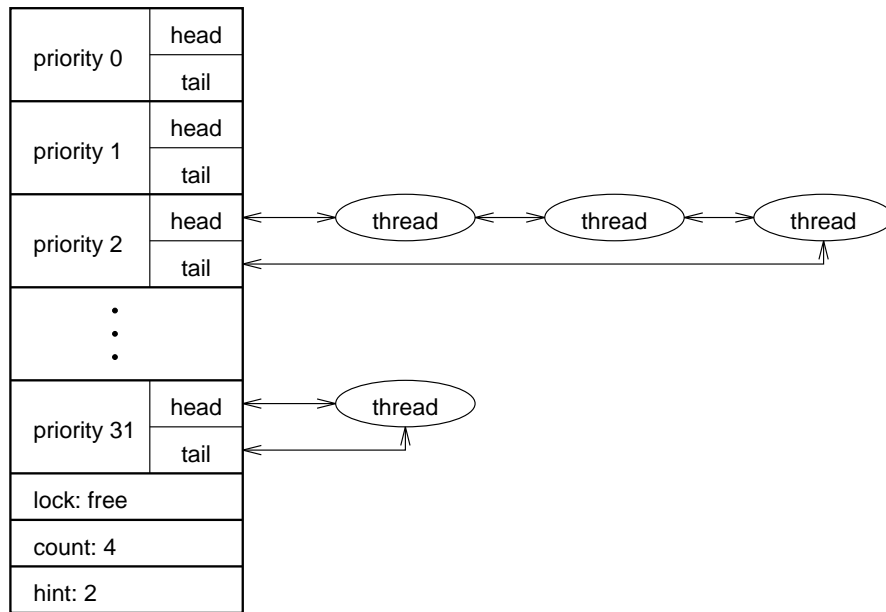 priority 0
head
tail
priority 1
head
tail
priority 2
head
tail
thread
thread
thread
priority 31
head
tail
thread
lock: free
count: 4
hint: 2